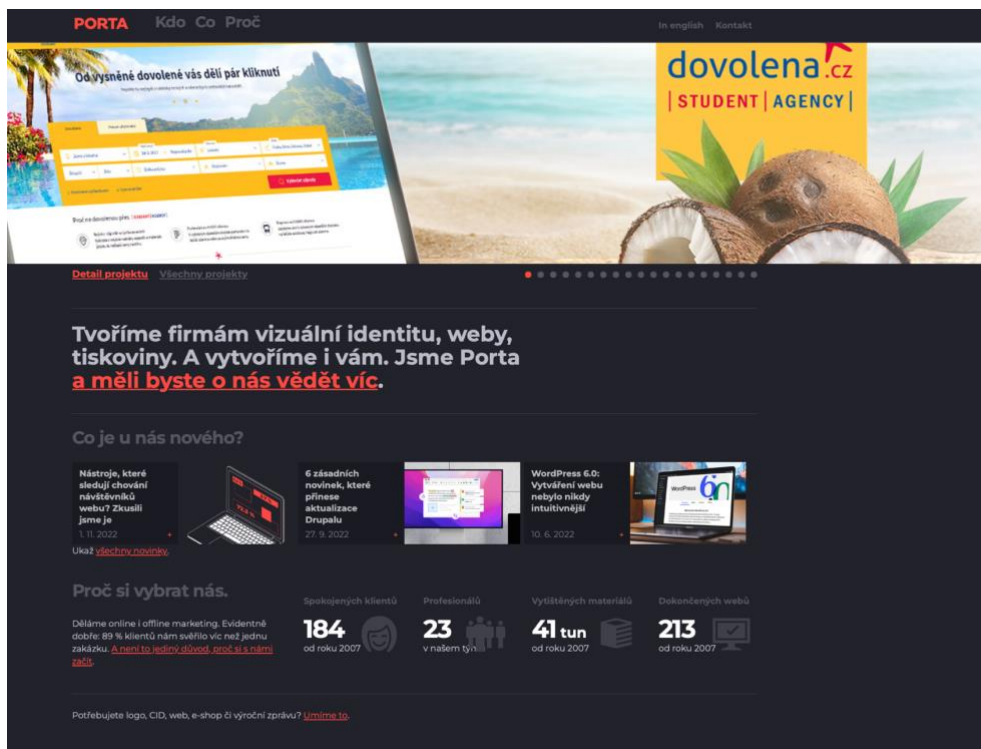 PORTA Kdo Co Proč
In english Kontakt
Od vysněné dovolené vás dělí pár kliknutí
dovolena.cz
STUDENT AGENCY
Detail projektu Všechny projekty
Tvoříme firmám vizuální identitu, weby,
tiskoviny. A vytvoříme i vám. Jsme Porta
a měli byste o nás vědět víc.
Co je u nás nového?
Nástroje, které
sledují chování
návštěvníků
webu? Zkusili
jsme je
1. 11. 2022
6 zásadních
novinek, které
přinese
aktualizace
Drupalu
27. 9. 2022
WordPress 6.0:
Vytváření webu
nebylo nikdy
intuitivnější
10. 6. 2022
WordPress
Ukaž všechny novinky.
Proč si vybrat nás.
Děláme online i offline marketing. Evidentně
dobře: 89 % klientů nám svěřilo víc než jednu
zakázku. A není to jediný důvod, proč si s námi
začít.
Spokojených klientů
184
od roku 2007
Profesionálů
23
v našem tým
Vytištěných materiálů
41 tun
od roku 2007
Dokončených webů
213
od roku 2007
Potřebujete logo, CID, web, e-shop či výroční zprávu? Umíme to.